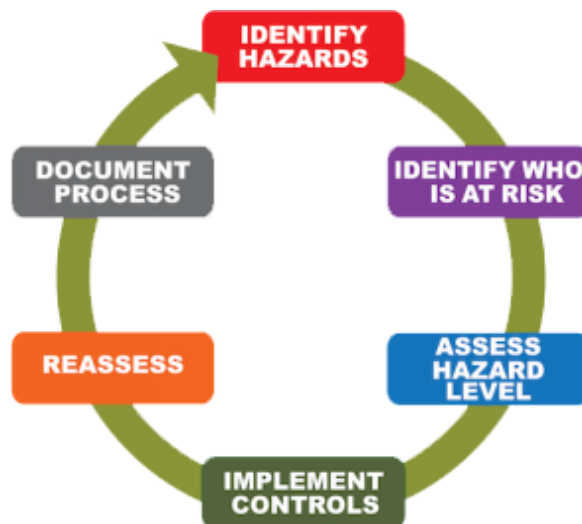 IDENTIFY
HAZARDS
IDENTIFY WHO
IS AT RISK
ASSESS
HAZARD
LEVEL
IMPLEMENT
CONTROLS
REASSESS
DOCUMENT
PROCESS